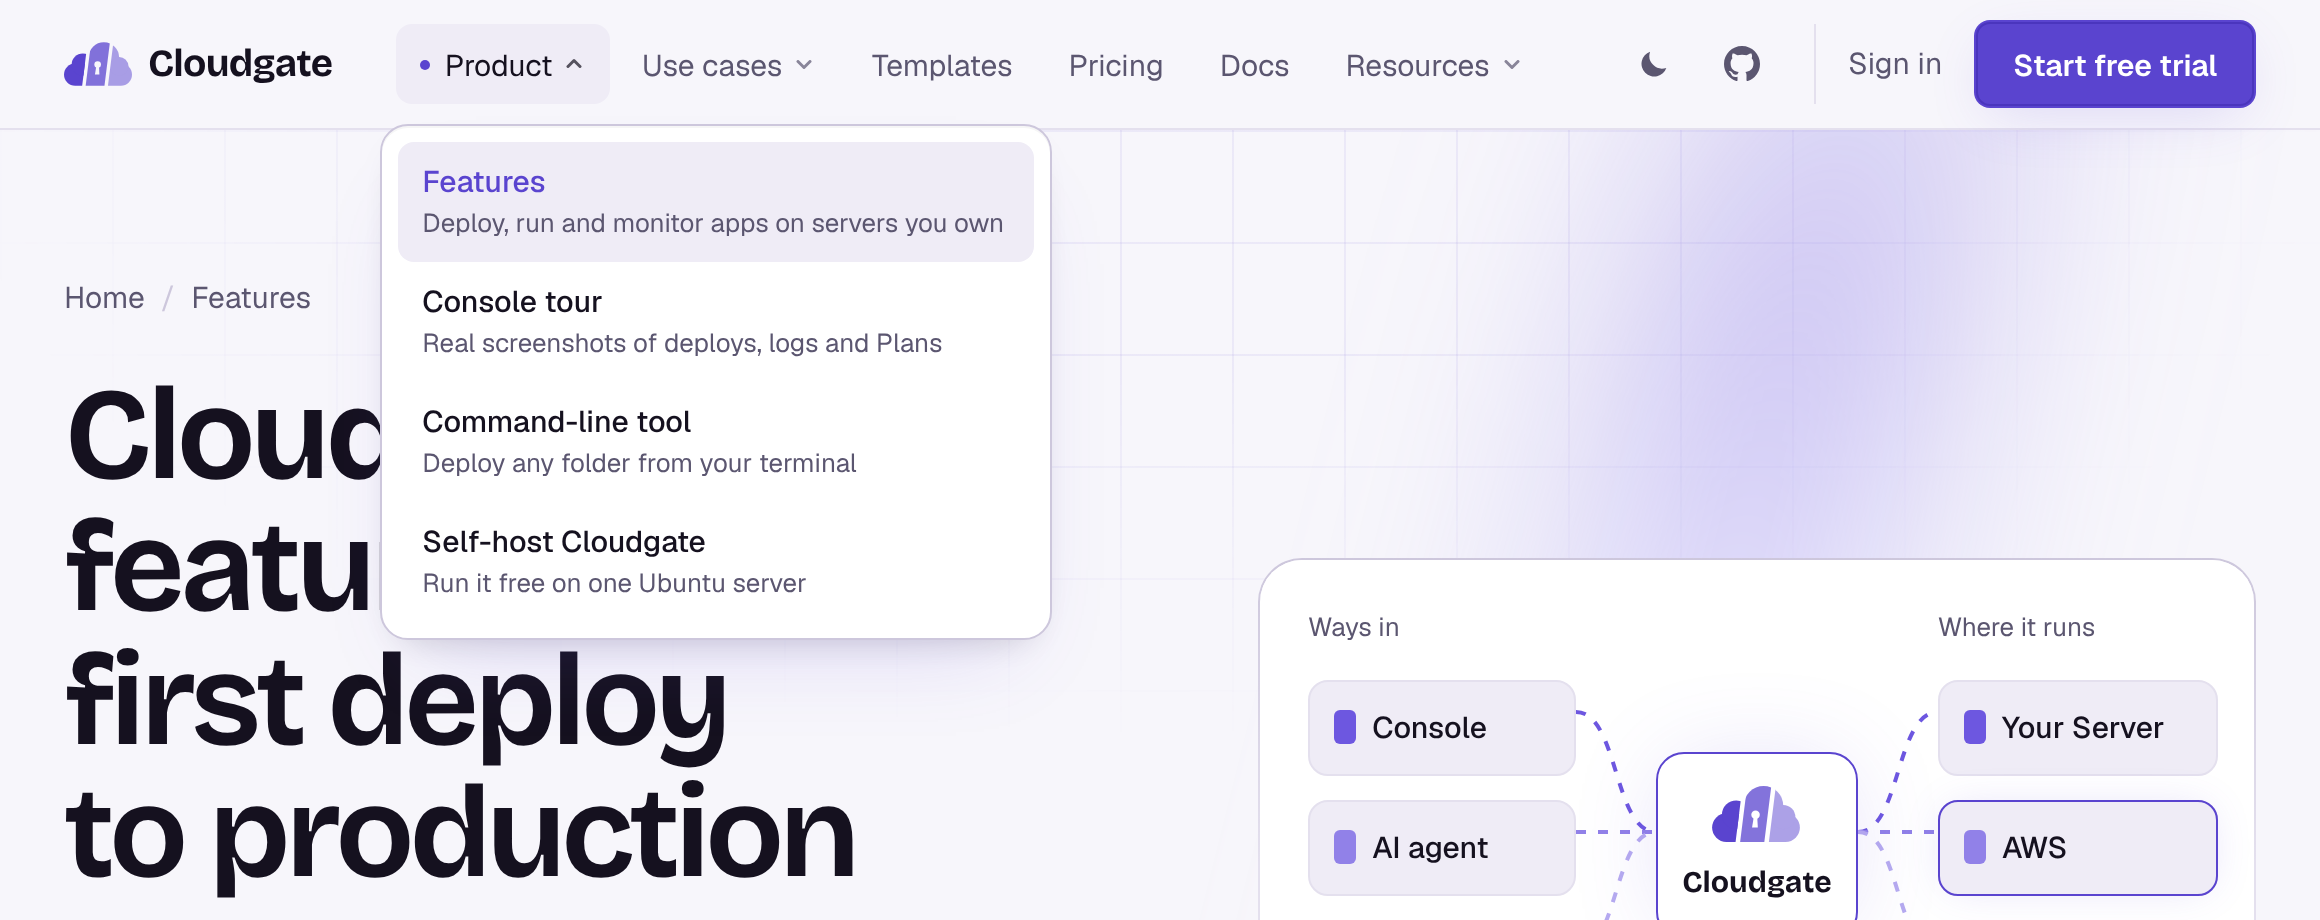 Cloudgate
Product
Use cases
Templates
Pricing
Docs
Resources
Sign in
Start free trial
Features
Deploy, run and monitor apps on servers you own
Console tour
Real screenshots of deploys, logs and Plans
Command-line tool
Deploy any folder from your terminal
Self-host Cloudgate
Run it free on one Ubuntu server
Home / Features
first deploy
to production
Ways in
Console
AI agent
Cloudgate
Where it runs
Your Server
AWS